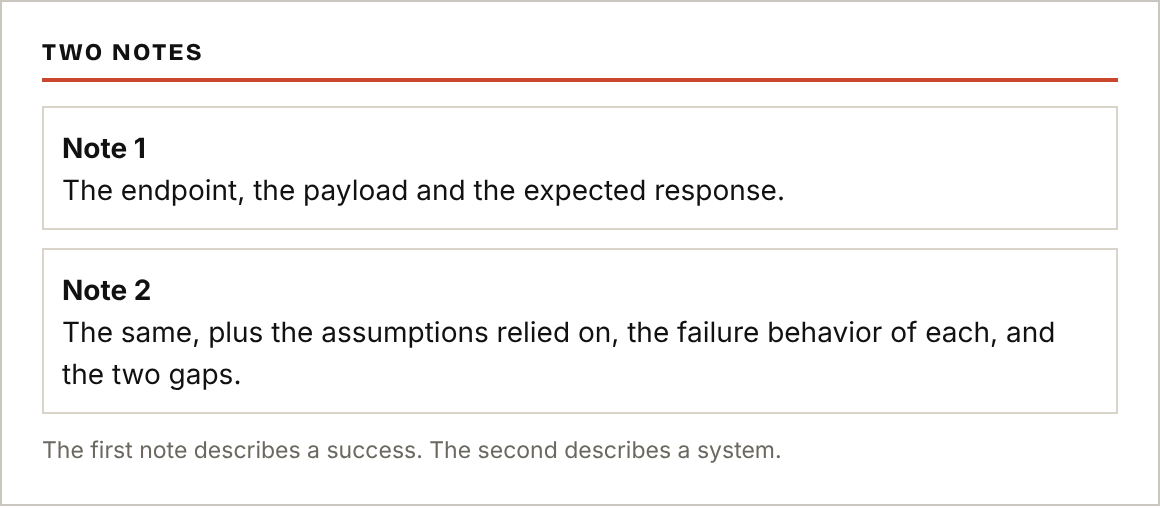 TWO NOTES
Note 1
The endpoint, the payload and the expected response.
Note 2
The same, plus the assumptions relied on, the failure behavior of each, and
the two gaps.
The first note describes a success. The second describes a system.